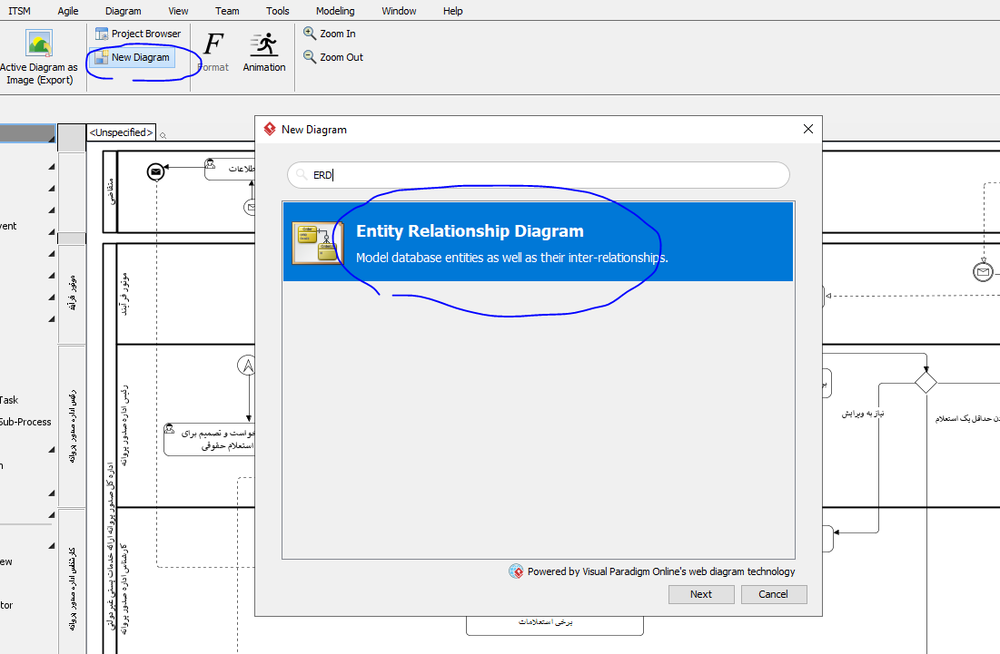 ITSM Agile Diagram View Team Tools Modeling Window Help
Project Browser
New Diagram
Active Diagram as
Image (Export)
Format
Animation
Zoom In
Zoom Out
<Unspecified>
New Diagram
ERD
Entity Relationship Diagram
Model database entities as well as their inter-relationships.
متقاضی
طلاعات
vent
موتور فرآیند
موتور فرآیند
رئیس اداره صدور پروانه
رئیس اداره صدور پروانه
Task
Sub-Process
خواست و تصمیم برای
استعلام حقوقی
نیاز به ویرایش
دن حداقل یک استعلام
اداره کل صدور پروانه ارائه خدمات پستی غیر دولتی
کارشناس اداره صدور پروانه
کارشناس اداره صدور پروانه
ew
tor
Powered by Visual Paradigm Online's web diagram technology
Next
Cancel
برخی استعلامات